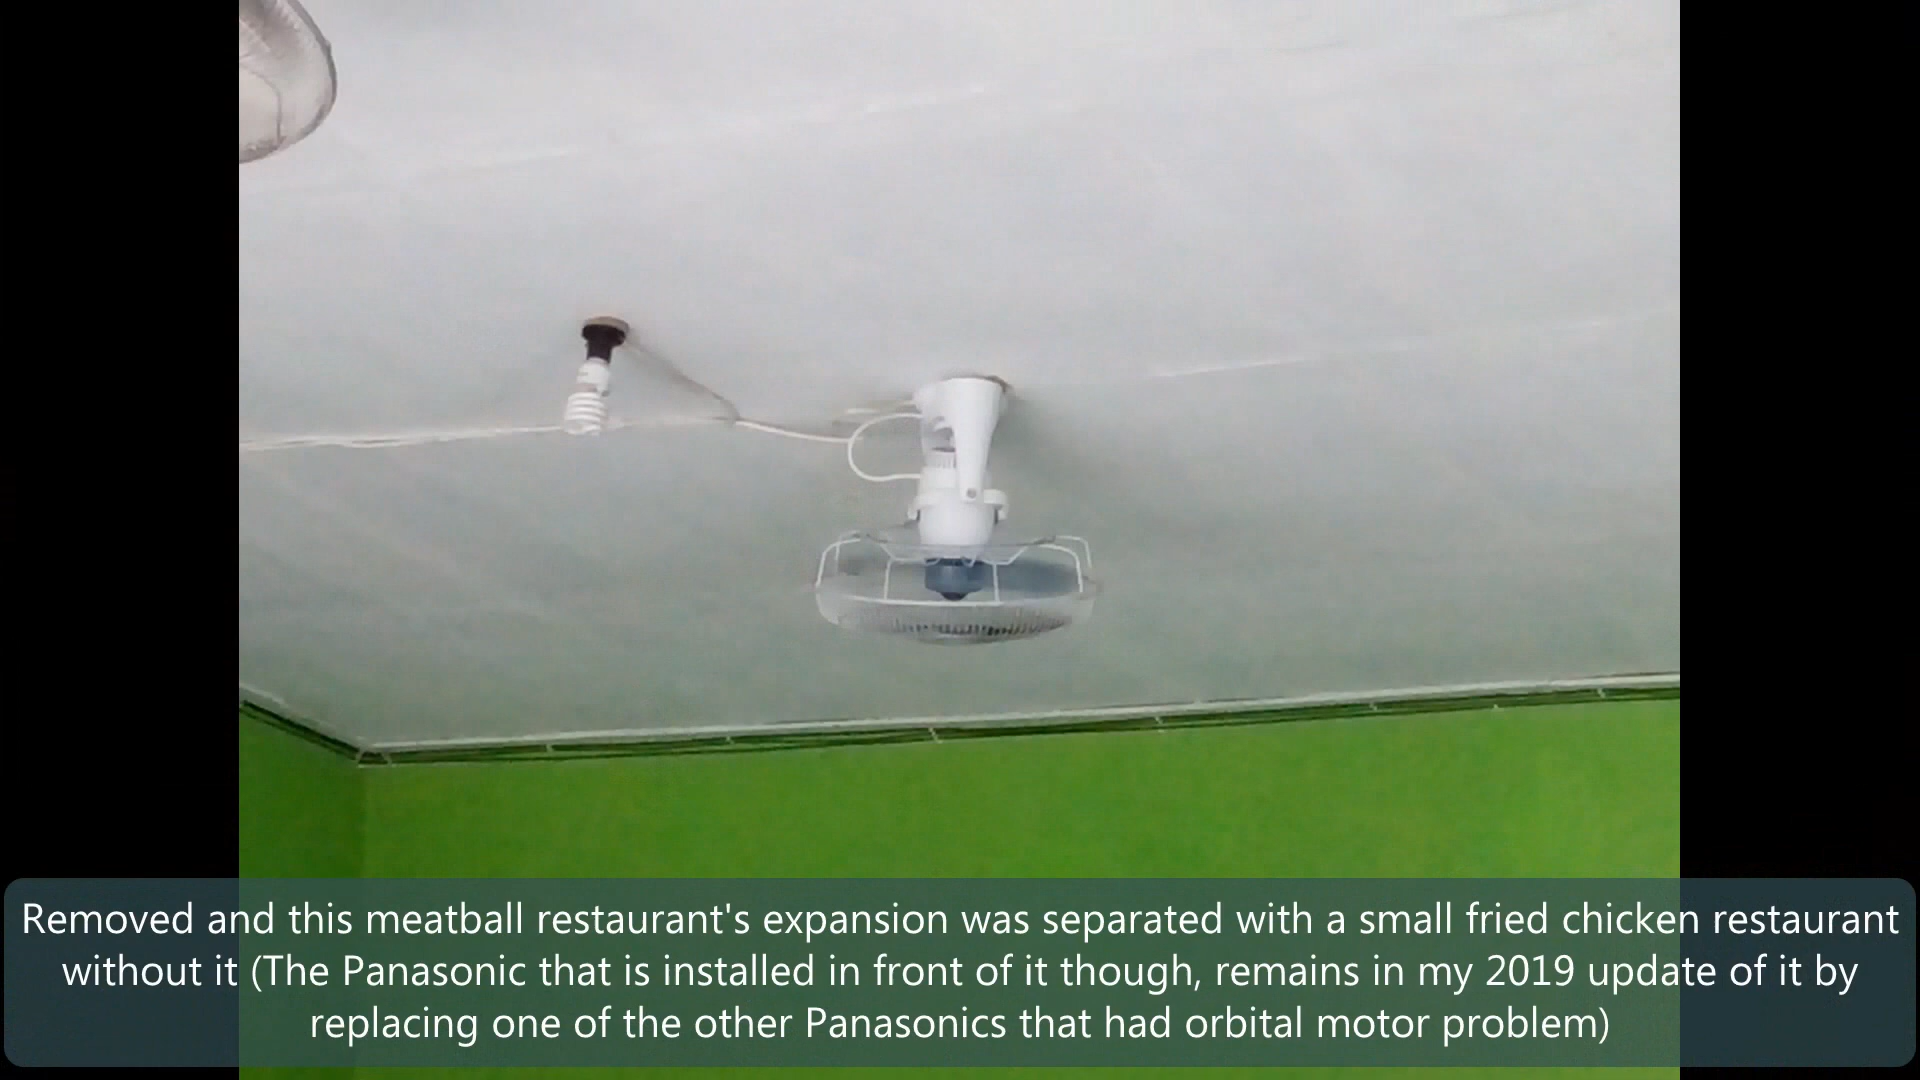 Removed and this meatball restaurant's expansion was separated with a small fried chicken restaurant
without it (The Panasonic that is installed in front of it though, remains in my 2019 update of it by
replacing one of the other Panasonics that had orbital motor problem)